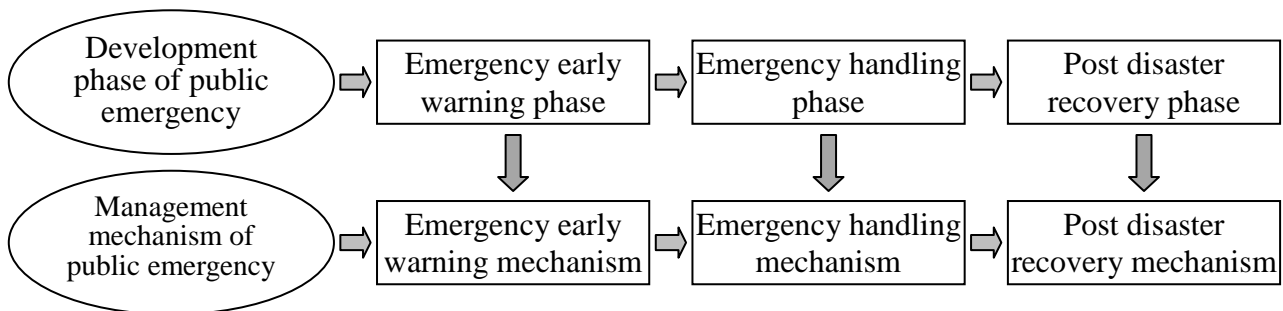 Development
phase of public
emergency
Emergency early
warning phase
Emergency handling
phase
Post disaster
recovery phase
Management
mechanism of
public emergency
Emergency early
warning mechanism
Emergency handling
mechanism
Post disaster
recovery mechanism